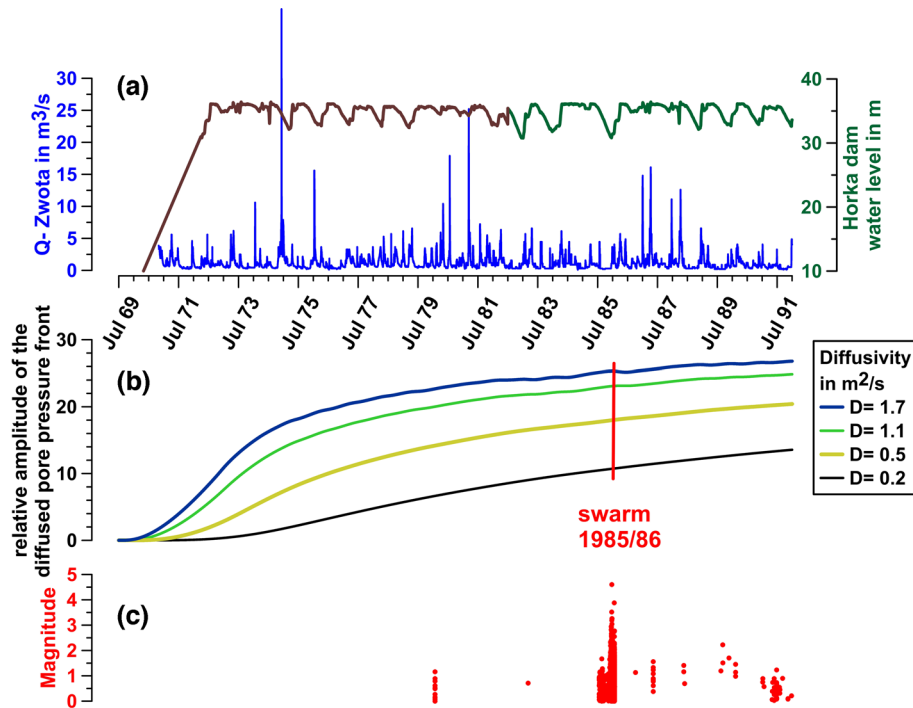 (a)
Q- Zwota in m3/s
30
25
20
15
10
5
0
40
30
20
10
Horka dam
water level in m
Jul 69
Jul 71
Jul 73
Jul 75
Jul 77
Jul 79
Jul 81
Jul 83
Jul 85
Jul 87
Jul 89
Jul 91
(b)
relative amplitude of the
diffused pore pressure front
30
20
10
0
swarm
1985/86
Diffusivity
in m2/s
D= 1.7
D= 1.1
D= 0.5
D= 0.2
(c)
Magnitude
5
4
3
2
1
0